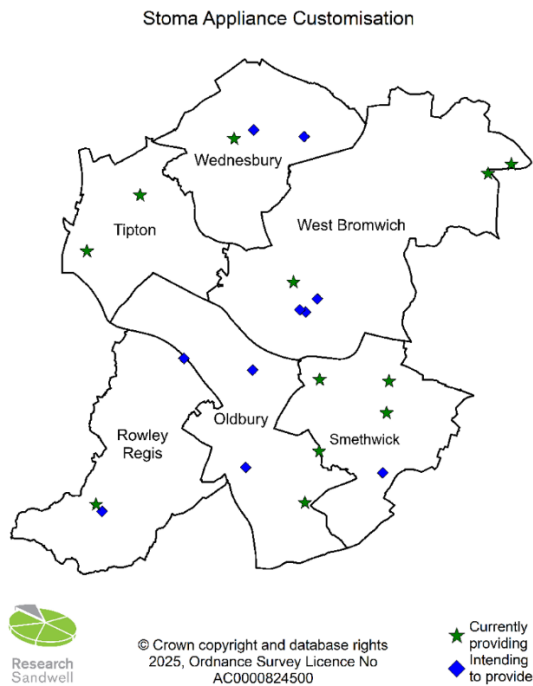 Stoma Appliance Customisation
Wednesbury
Tipton
West Bromwich
Oldbury
Rowley
Regis
Smethwick
Research
Sandwell
© Crown copyright and database rights
2025, Ordnance Survey Licence No
AC0000824500
Currently
providing
Intending
to provide